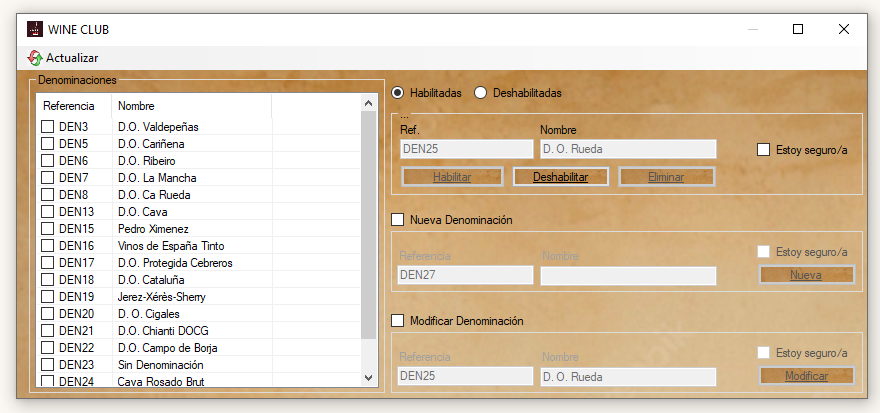 WINE CLUB
Actualizar
Denominaciones
Referencia Nombre
DEN3 D.O. Valdepeñas
DEN5 D.O. Cariñena
DEN6 D.O. Ribeiro
DEN7 D.O. La Mancha
DEN8 D.O. Ca Rueda
DEN13 D.O. Cava
DEN15 Pedro Ximenez
DEN16 Vinos de España Tinto
DEN17 D.O. Protegida Cebreros
DEN18 D.O. Cataluña
DEN19 Jerez-Xérès-Sherry
DEN20 D. O. Cigales
DEN21 D.O. Chianti DOCG
DEN22 D.O. Campo de Borja
DEN23 Sin Denominación
DEN24 Cava Rosado Brut
Habilitadas Deshabilitadas
...
Ref. Nombre
DEN25 D. O. Rueda Estoy seguro/a
Habilitar Deshabilitar Eliminar
Nueva Denominación
Referencia Nombre Estoy seguro/a
DEN27 Nueva
Modificar Denominación
Referencia Nombre Estoy seguro/a
DEN25 D. O. Rueda Modificar